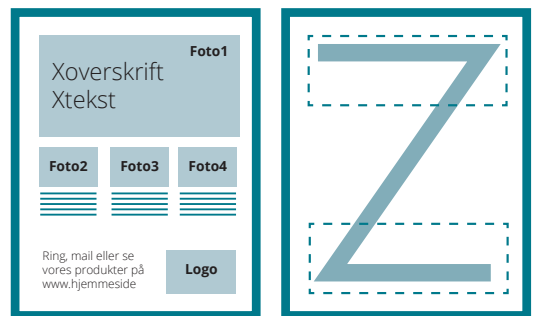 Foto1
Xoverskrift
Xtekst
Foto2 Foto3 Foto4
Ring, mail eller se
vores produkter på
www.hjemmeside
Logo
Z